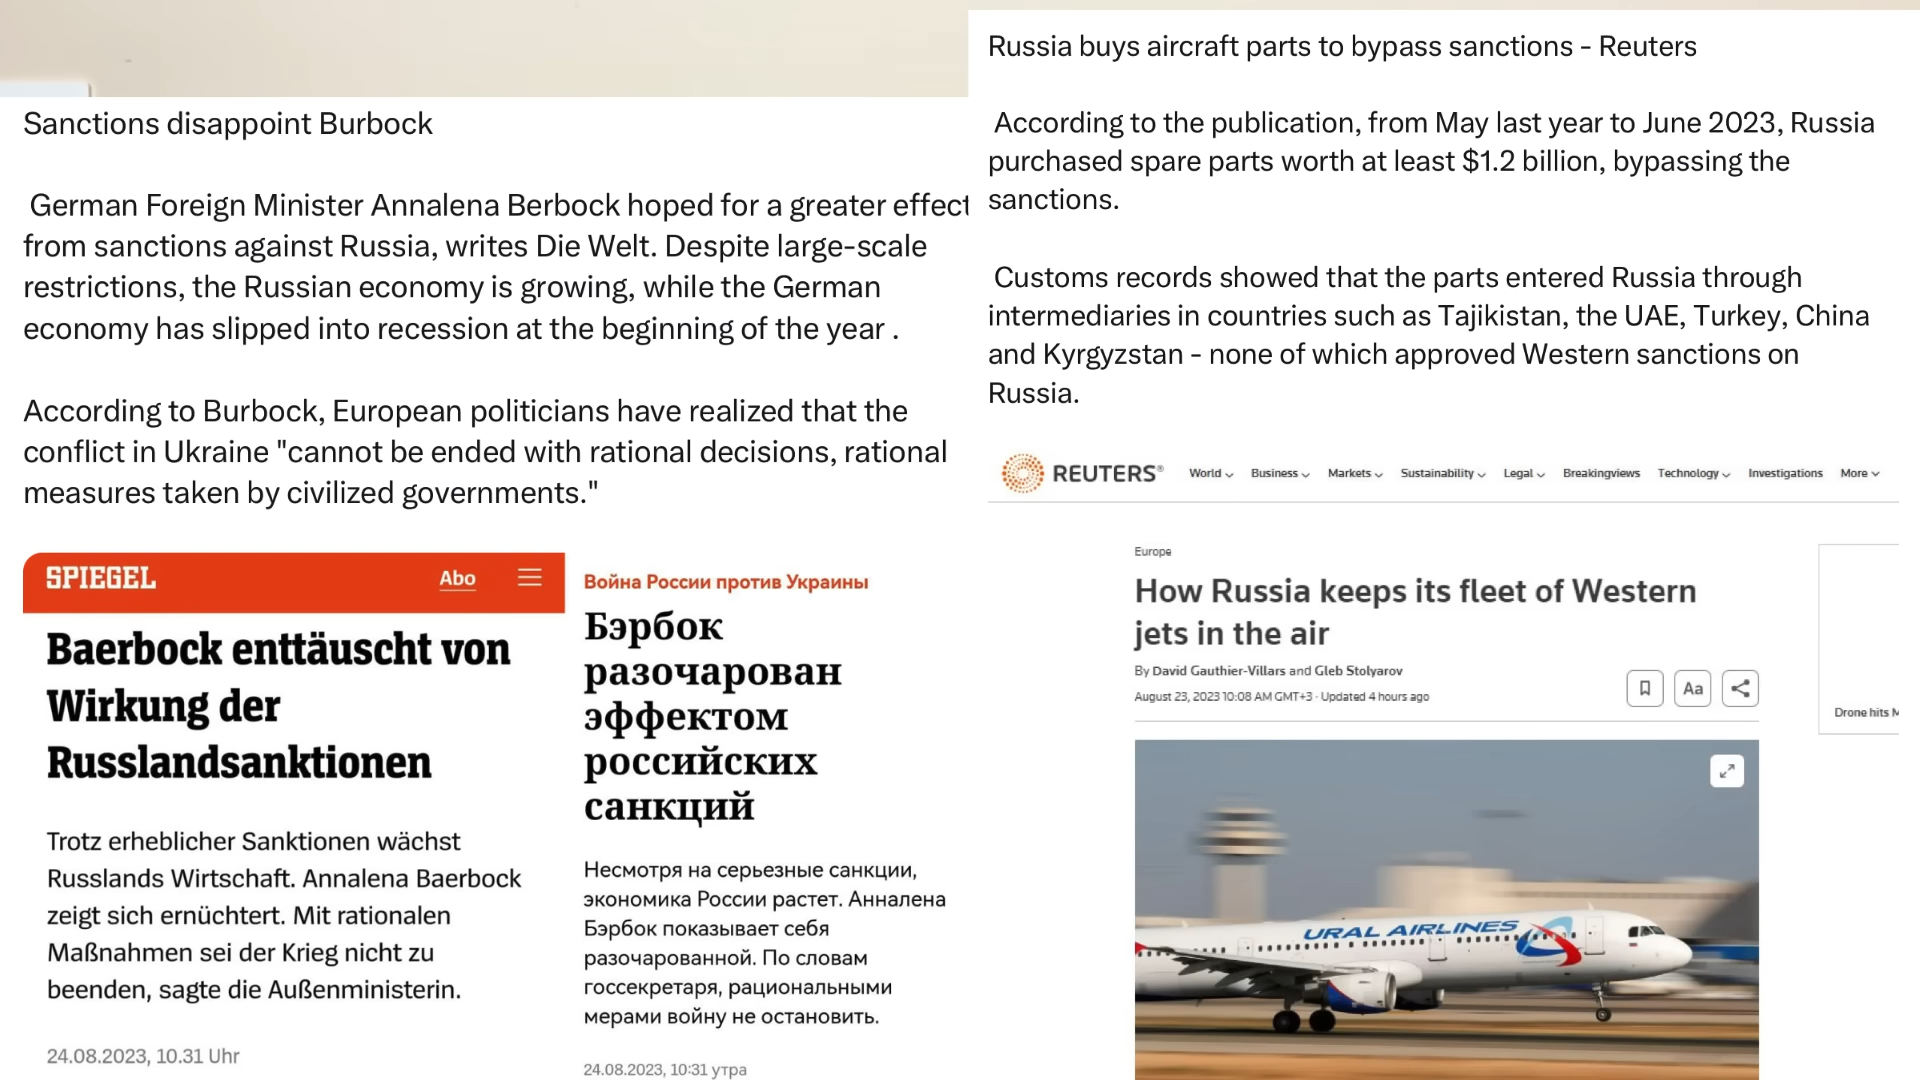 Sanctions disappoint Burbock
German Foreign Minister Annalena Berbock hoped for a greater effect
from sanctions against Russia, writes Die Welt. Despite large-scale
restrictions, the Russian economy is growing, while the German
economy has slipped into recession at the beginning of the year .
According to Burbock, European politicians have realized that the
conflict in Ukraine "cannot be ended with rational decisions, rational
measures taken by civilized governments."
SPIEGEL
Abo
Baerbock enttäuscht von
Wirkung der
Russlandsanktionen
Trotz erheblicher Sanktionen wächst
Russlands Wirtschaft. Annalena Baerbock
zeigt sich ernüchtert. Mit rationalen
Maßnahmen sei der Krieg nicht zu
beenden, sagte die Außenministerin.
24.08.2023, 10.31 Uhr
Война России против Украины
Бэрбок
разочарован
эффектом
российских
санкций
Несмотря на серьезные санкции,
экономика России растет. Анналена
Бэрбок показывает себя
разочарованной. По словам
госсекретаря, рациональными
мерами войну не остановить.
24.08.2023, 10:31 утра
Russia buys aircraft parts to bypass sanctions - Reuters
According to the publication, from May last year to June 2023, Russia
purchased spare parts worth at least $1.2 billion, bypassing the
sanctions.
Customs records showed that the parts entered Russia through
intermediaries in countries such as Tajikistan, the UAE, Turkey, China
and Kyrgyzstan - none of which approved Western sanctions on
Russia.
REUTERS®
World Business Markets Sustainability Legal Breakingviews Technology Investigations More
Europe
How Russia keeps its fleet of Western
jets in the air
By David Gauthier-Villars and Gleb Stolyarov
August 23, 2023 10:08 AM GMT+3 · Updated 4 hours ago
Aa
Drone hits M
URAL AIRLINES